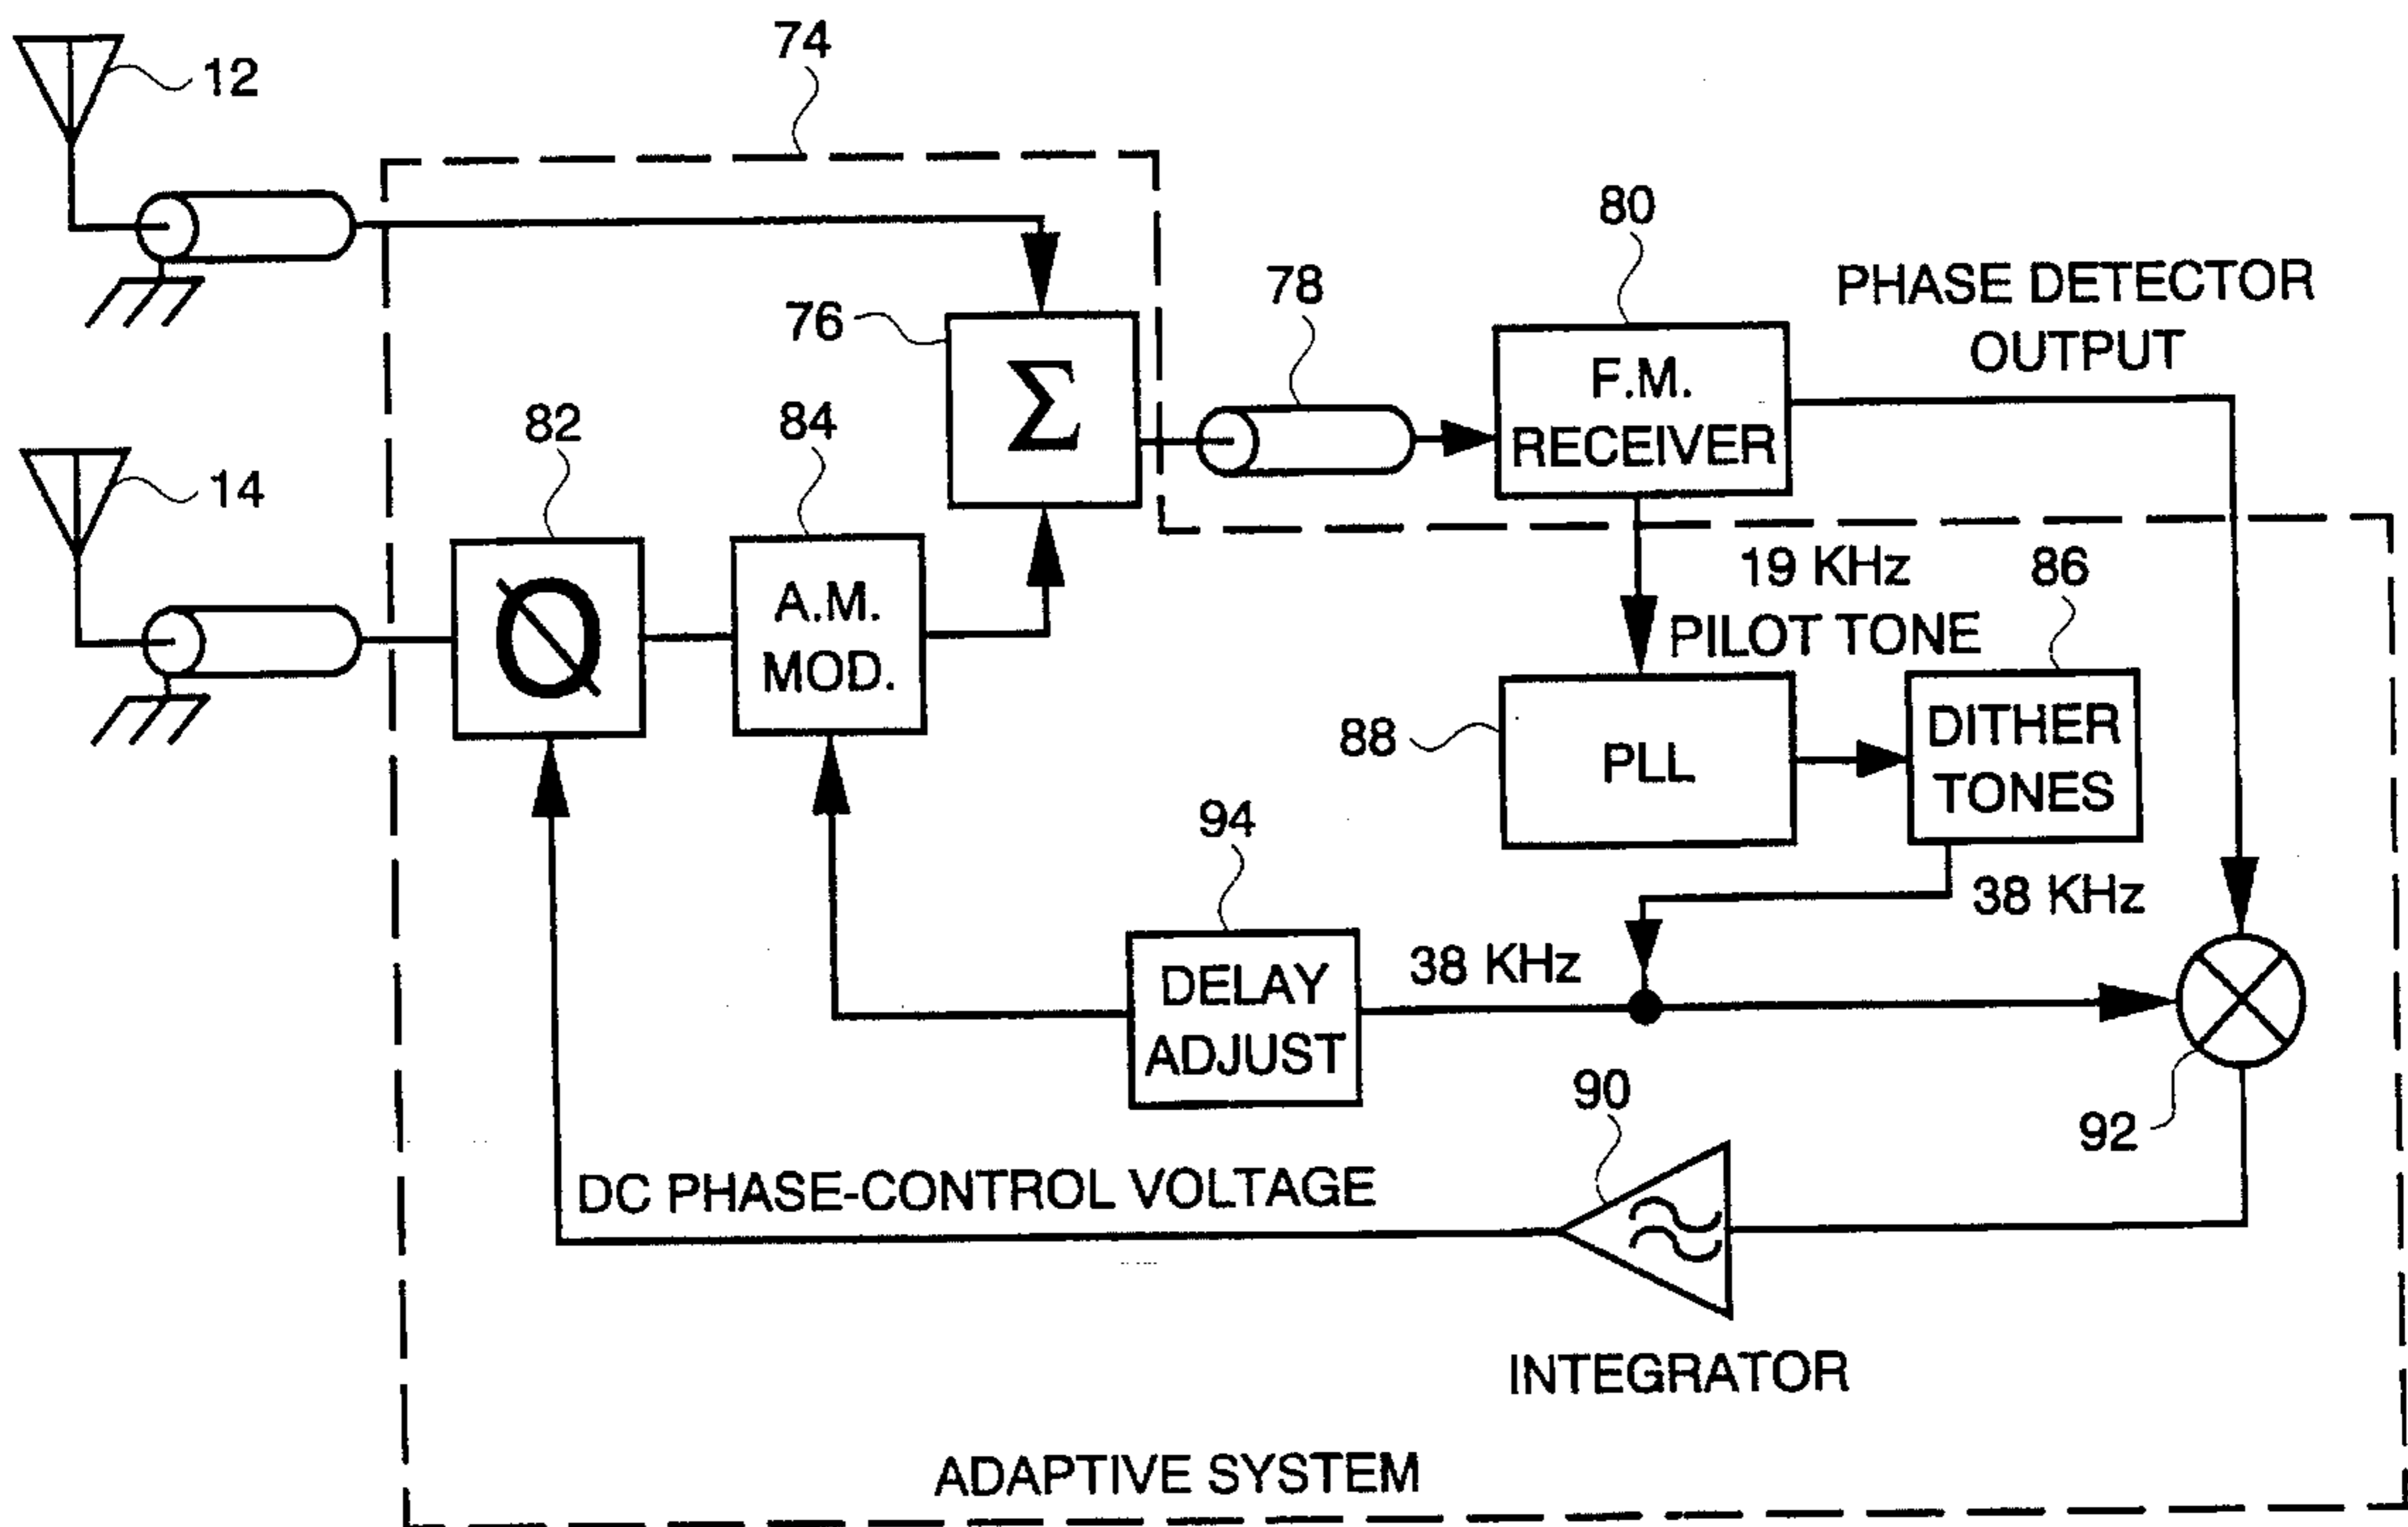 74
12
80
PHASE DETECTOR
OUTPUT
78
76
Σ
F.M.
RECEIVER
82
84
14
Ø
A.M.
MOD.
19 KHz
PILOT TONE
86
88
PLL
DITHER
TONES
94
38 KHz
38 KHz
DELAY
ADJUST
90
92
DC PHASE-CONTROL VOLTAGE
INTEGRATOR
ADAPTIVE SYSTEM